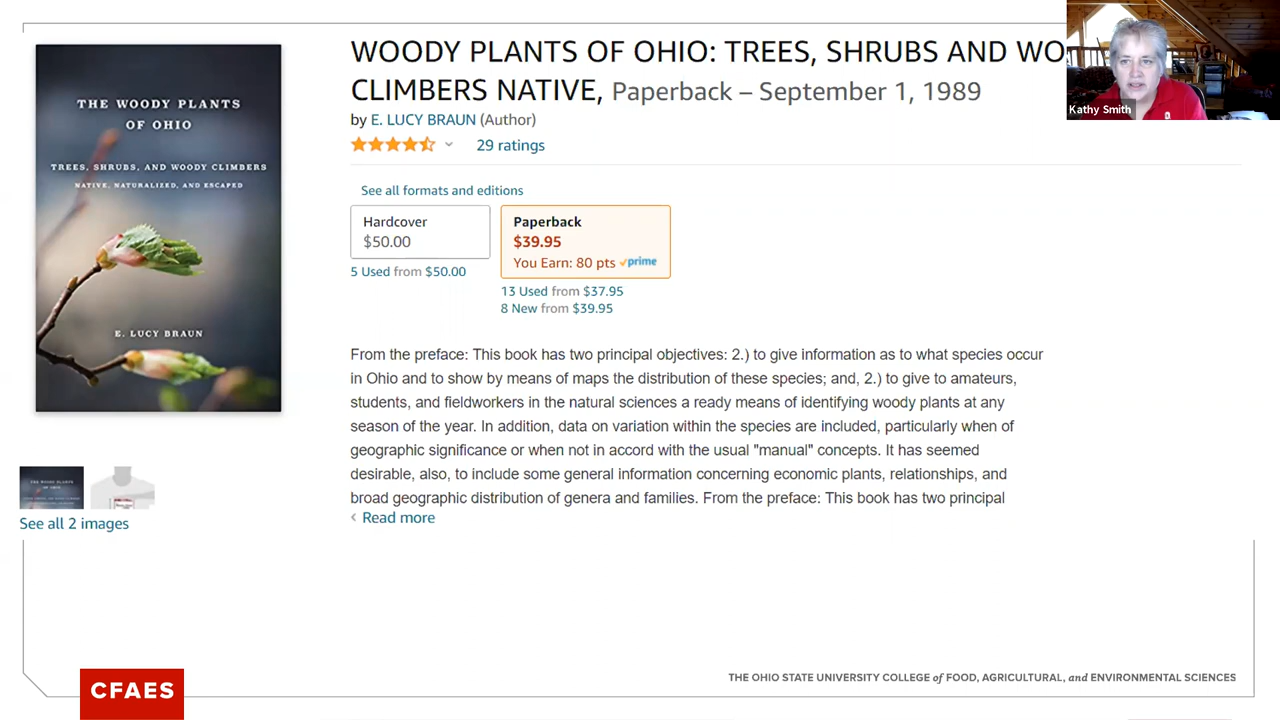 WOODY PLANTS OF OHIO: TREES, SHRUBS AND WO
CLIMBERS NATIVE, Paperback – September 1, 1989
by E. LUCY BRAUN (Author)
29 ratings
See all formats and editions
Hardcover
$50.00
5 Used from $50.00
Paperback
$39.95
You Earn: 80 pts prime
13 Used from $37.95
8 New from $39.95
From the preface: This book has two principal objectives: 2.) to give information as to what species occur
in Ohio and to show by means of maps the distribution of these species; and, 2.) to give to amateurs,
students, and fieldworkers in the natural sciences a ready means of identifying woody plants at any
season of the year. In addition, data on variation within the species are included, particularly when of
geographic significance or when not in accord with the usual "manual" concepts. It has seemed
desirable, also, to include some general information concerning economic plants, relationships, and
broad geographic distribution of genera and families. From the preface: This book has two principal
Read more
THE WOODY PLANTS
OF OHIO
TREES, SHRUBS, AND WOODY CLIMBERS
NATIVE, NATURALIZED, AND ESCAPED
E. LUCY BRAUN
See all 2 images
Kathy Smith
CFAES
THE OHIO STATE UNIVERSITY COLLEGE of FOOD, AGRICULTURAL, and ENVIRONMENTAL SCIENCES